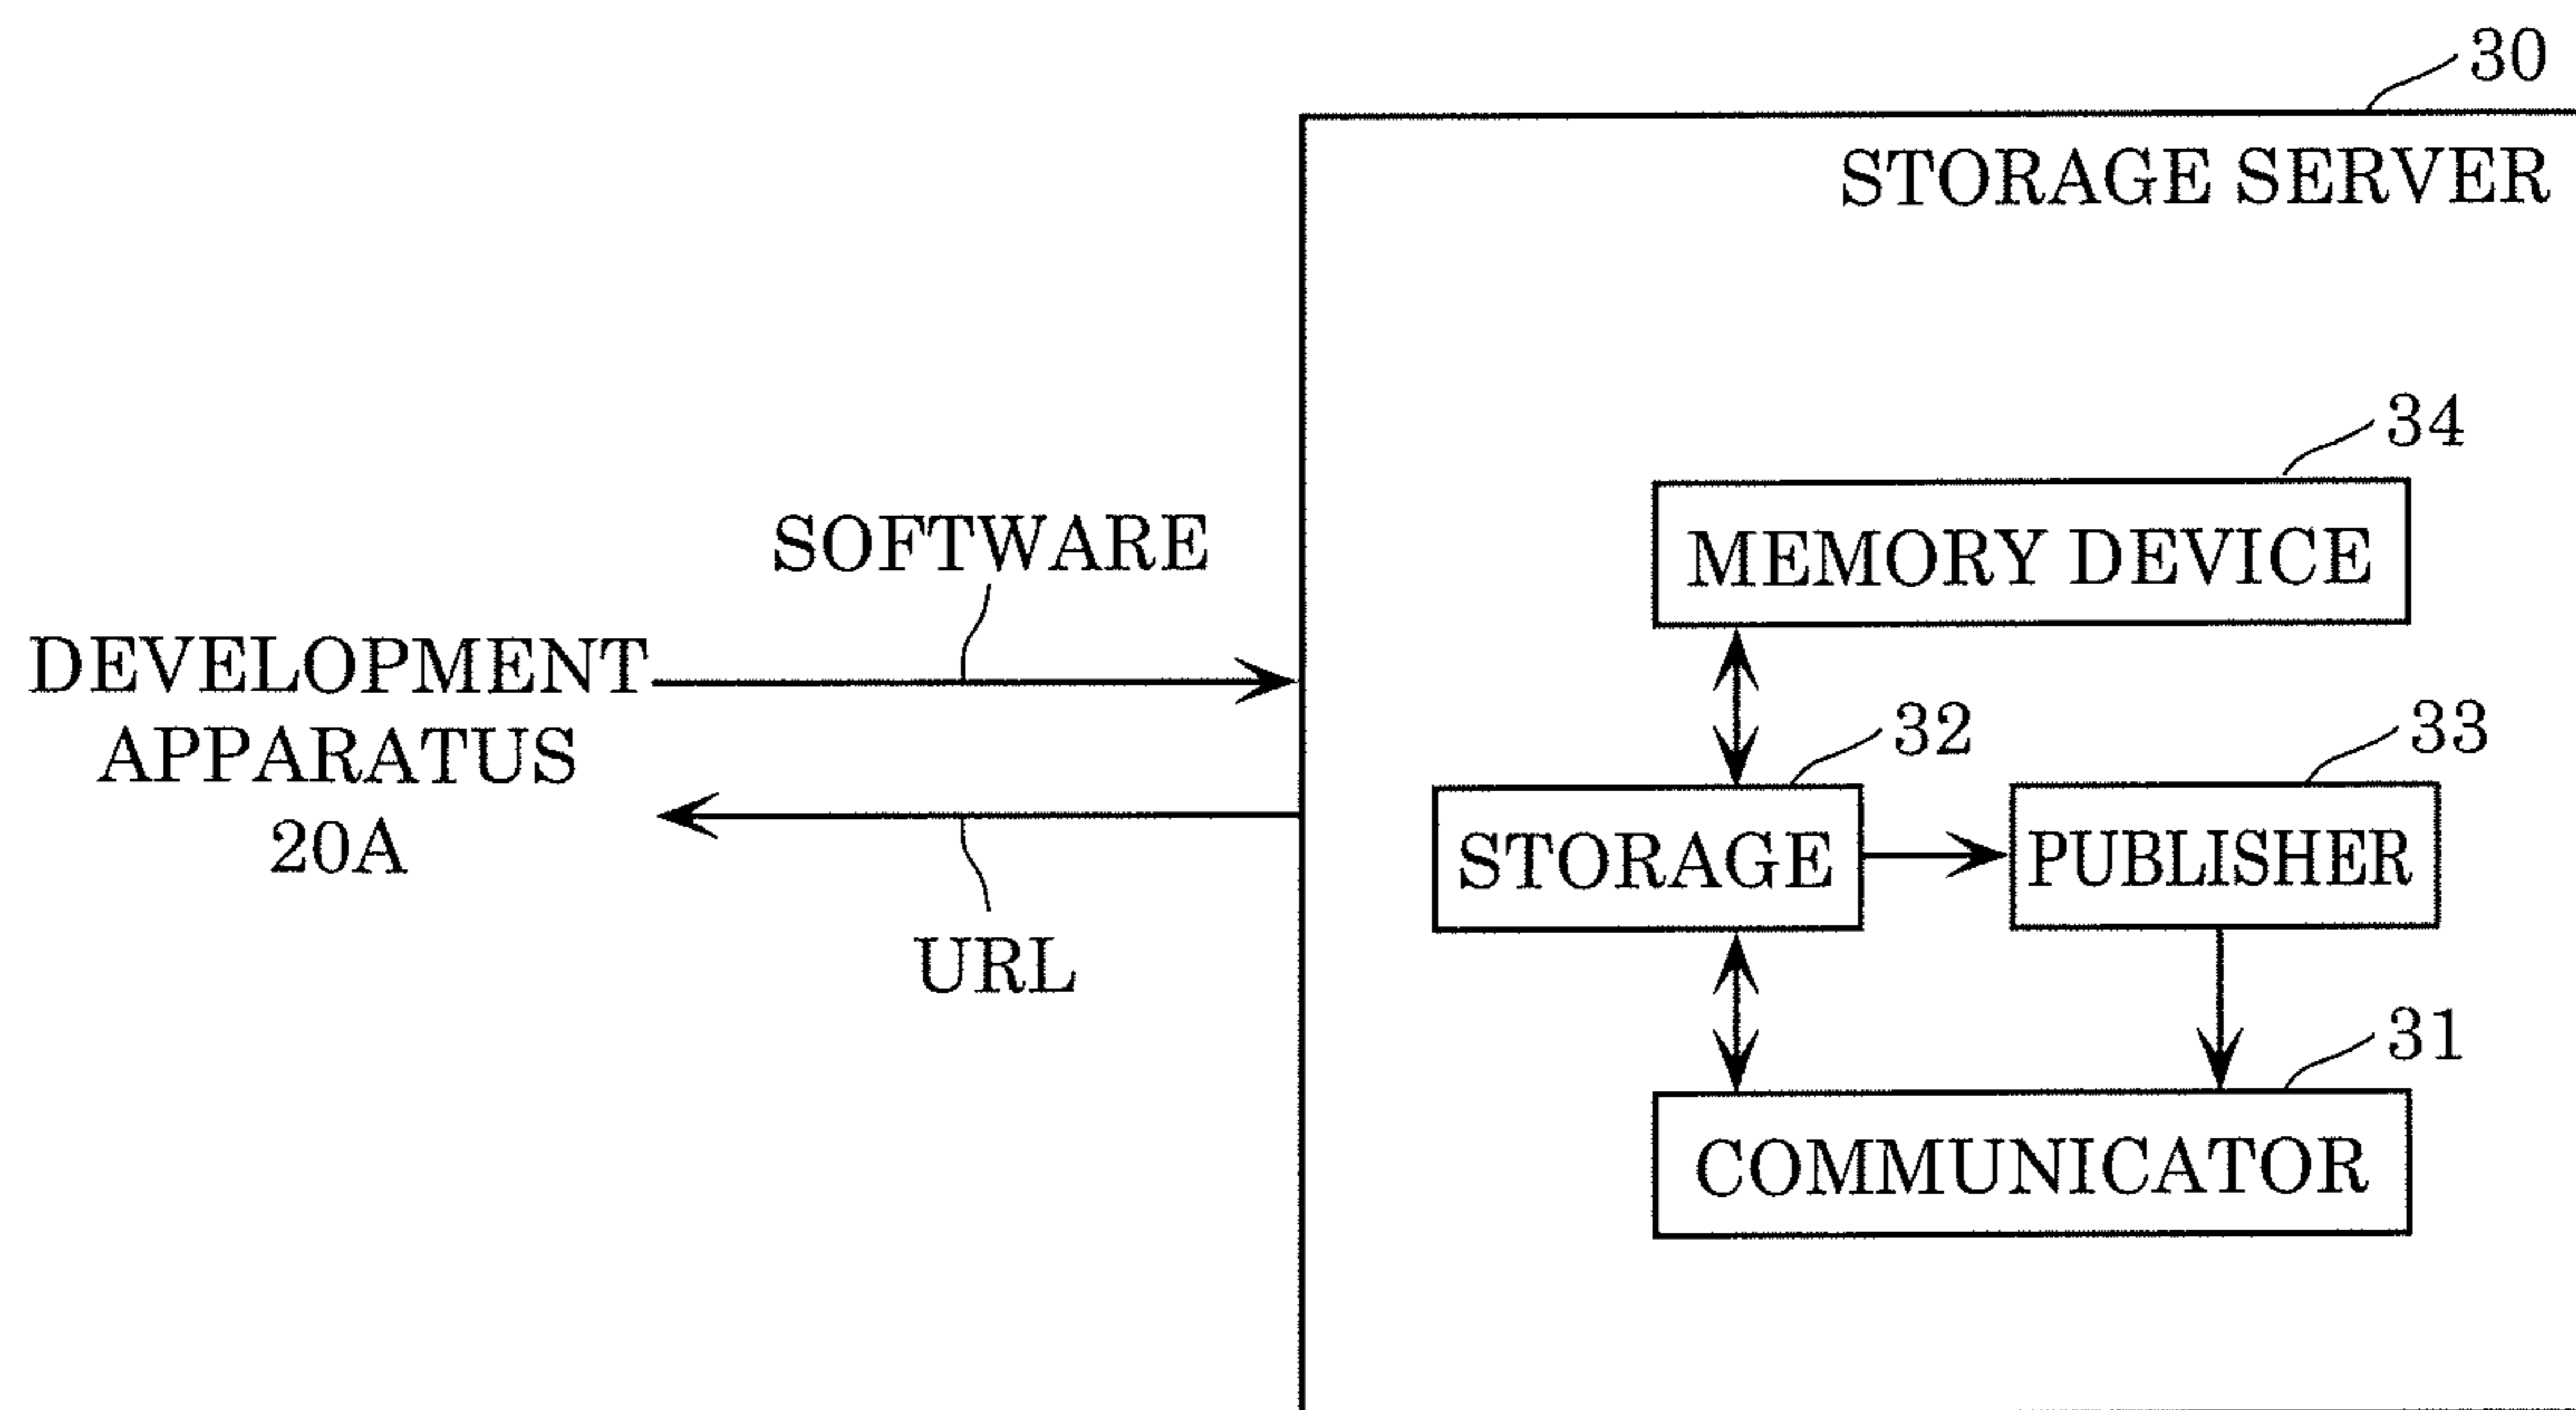 30
STORAGE SERVER
34
MEMORY DEVICE
SOFTWARE
DEVELOPMENT
APPARATUS
20A
URL
32
33
STORAGE
PUBLISHER
31
COMMUNICATOR